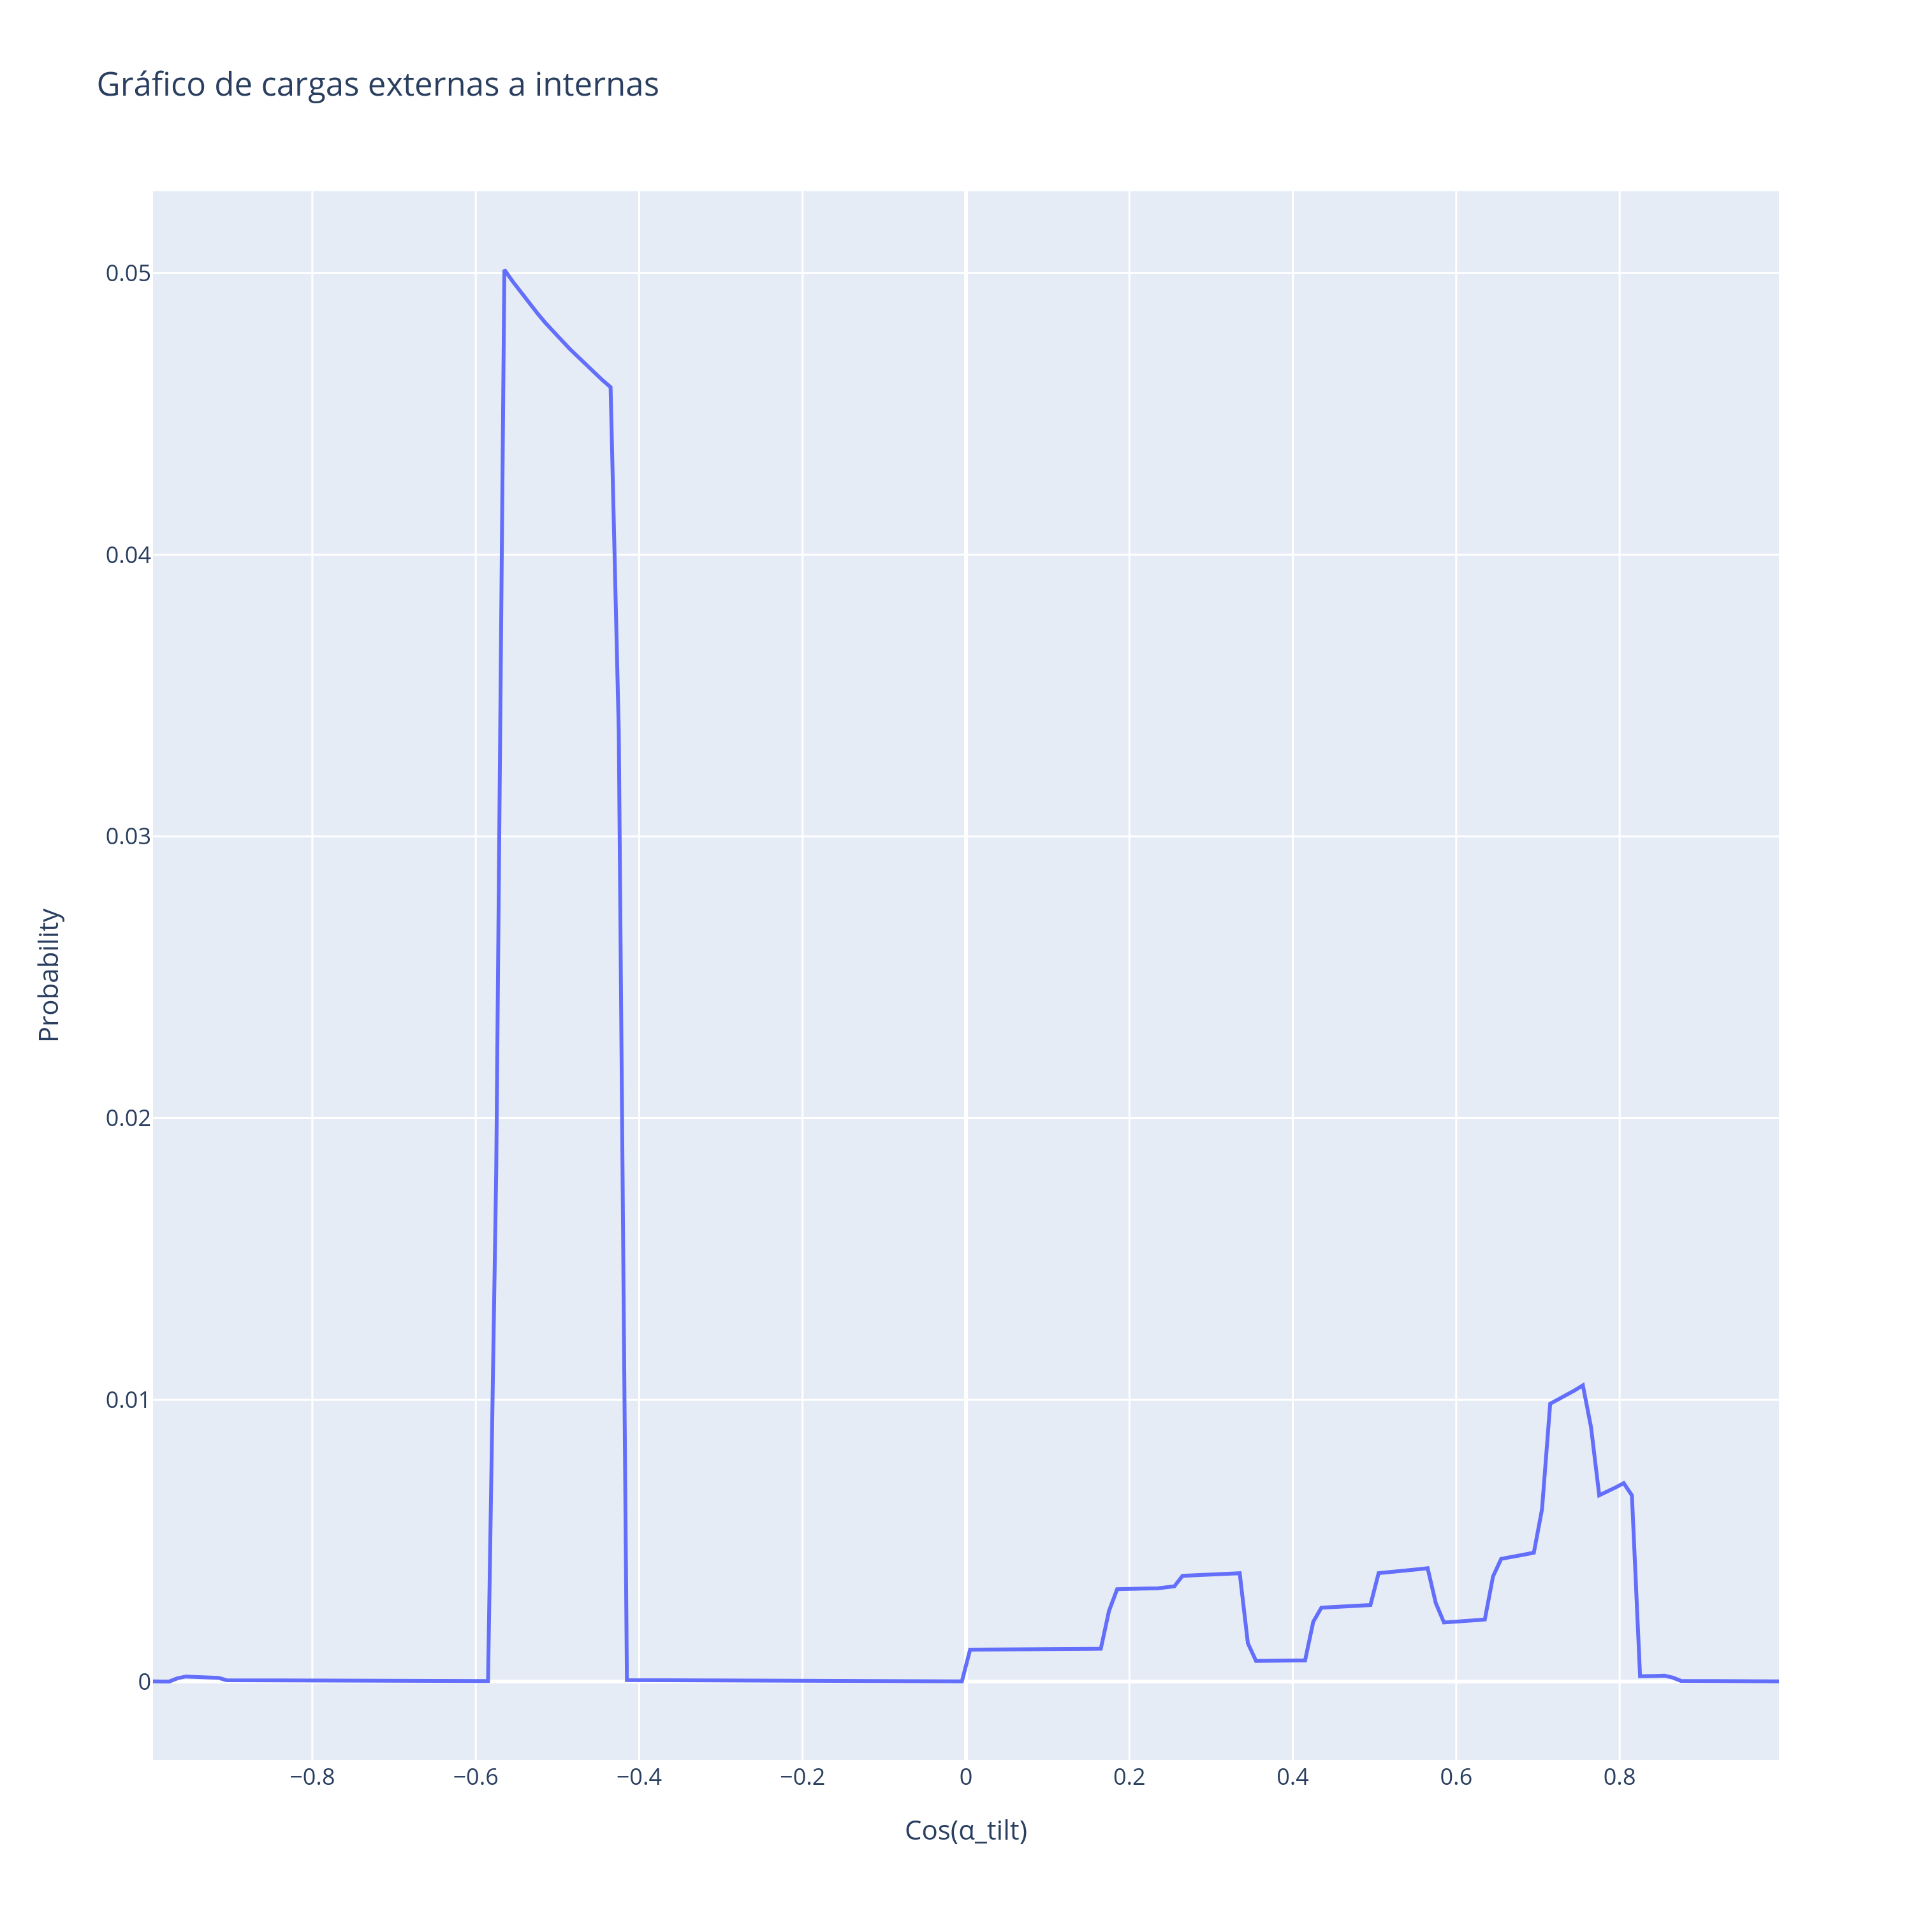 Gráfico de cargas externas a internas
0.05
0.04
0.03
0.02
0.01
0
Probability
−0.8 −0.6 −0.4 −0.2 0 0.2 0.4 0.6 0.8
Cos(α_tilt)